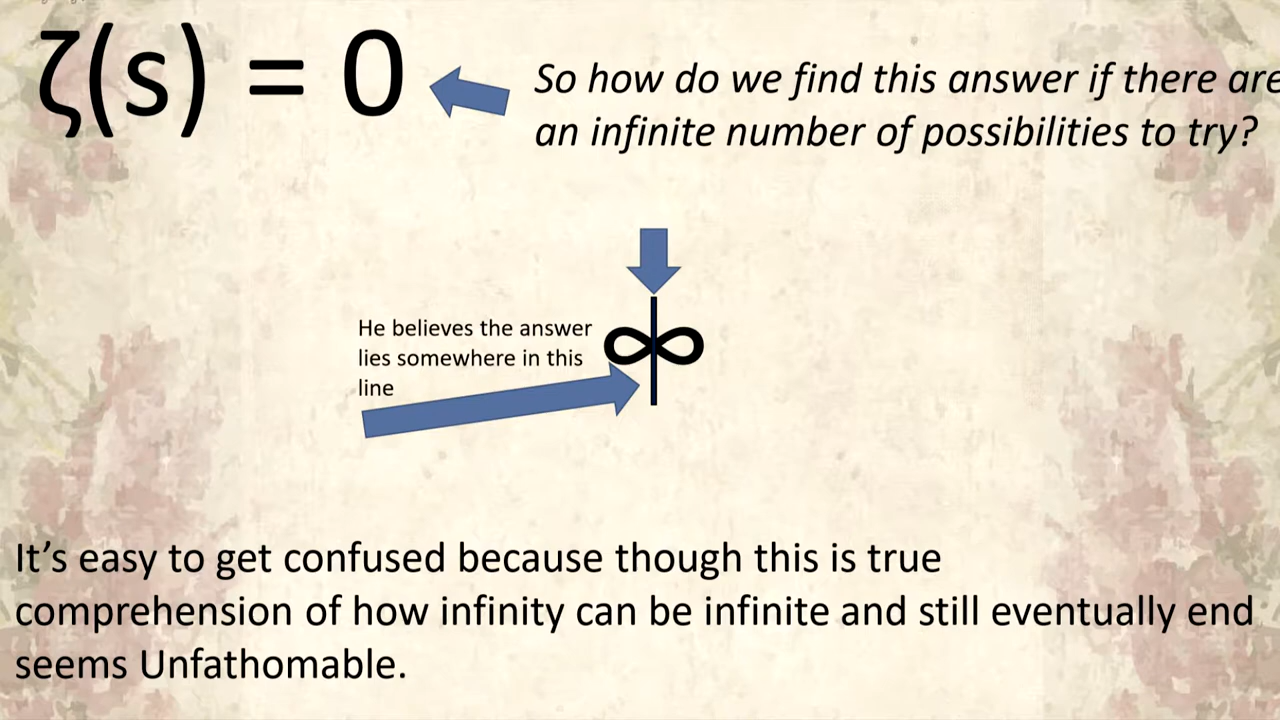 ζ(s) = 0
So how do we find this answer if there are
an infinite number of possibilities to try?
He believes the answer
lies somewhere in this
line
∞
It's easy to get confused because though this is true
comprehension of how infinity can be infinite and still eventually end
seems Unfathomable.